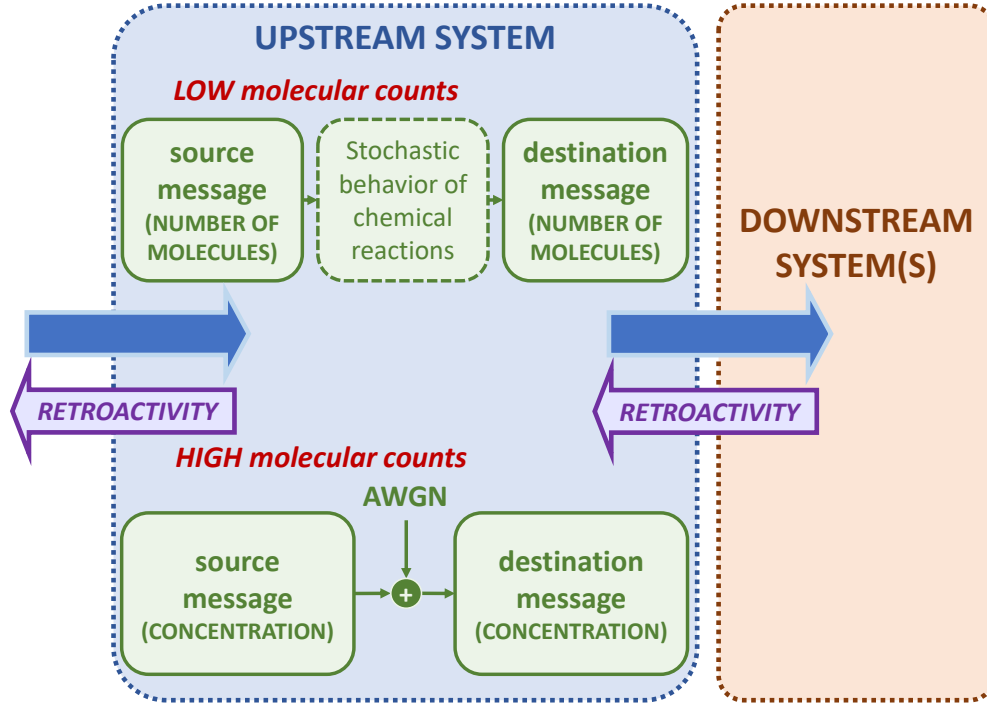 UPSTREAM SYSTEM
LOW molecular counts
source
message
(NUMBER OF
MOLECULES)
Stochastic
behavior of
chemical
reactions
destination
message
(NUMBER OF
MOLECULES)
DOWNSTREAM
SYSTEM(S)
RETROACTIVITY
RETROACTIVITY
HIGH molecular counts
AWGN
source
message
(CONCENTRATION)
+
destination
message
(CONCENTRATION)